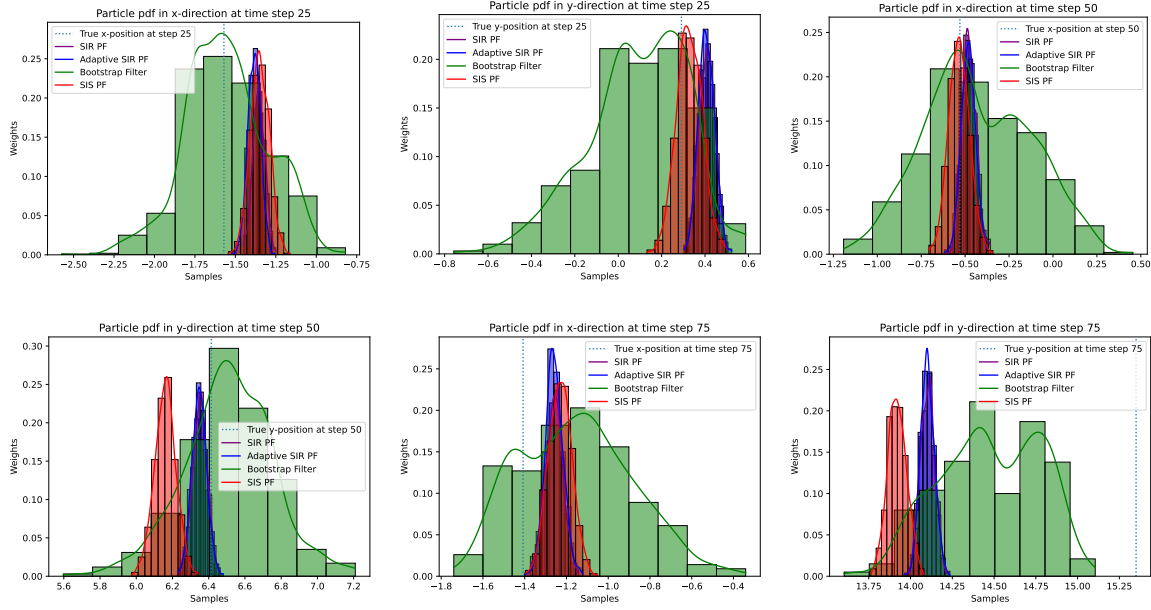 Particle pdf in x-direction at time step 25
True x-position at step 25
SIR PF
Adaptive SIR PF
Bootstrap Filter
SIS PF
Weights
0.25
0.20
0.15
0.10
0.05
0.00
−2.50 −2.25 −2.00 −1.75 −1.50 −1.25 −1.00 −0.75
Samples
Particle pdf in y-direction at time step 25
True y-position at step 25
SIR PF
Adaptive SIR PF
Bootstrap Filter
SIS PF
Weights
0.25
0.20
0.15
0.10
0.05
0.00
−0.8 −0.6 −0.4 −0.2 0.0 0.2 0.4 0.6
Samples
Particle pdf in x-direction at time step 50
True x-position at step 50
SIR PF
Adaptive SIR PF
Bootstrap Filter
SIS PF
Weights
0.25
0.20
0.15
0.10
0.05
0.00
−1.25 −1.00 −0.75 −0.50 −0.25 0.00 0.25 0.50
Samples
Particle pdf in y-direction at time step 50
True y-position at step 50
SIR PF
Adaptive SIR PF
Bootstrap Filter
SIS PF
Weights
0.30
0.25
0.20
0.15
0.10
0.05
0.00
5.6 5.8 6.0 6.2 6.4 6.6 6.8 7.0 7.2
Samples
Particle pdf in x-direction at time step 75
True x-position at time step 75
SIR PF
Adaptive SIR PF
Bootstrap Filter
SIS PF
Weights
0.25
0.20
0.15
0.10
0.05
0.00
−1.8 −1.6 −1.4 −1.2 −1.0 −0.8 −0.6 −0.4
Samples
Particle pdf in y-direction at time step 75
True y-position at time step 75
SIR PF
Adaptive SIR PF
Bootstrap Filter
SIS PF
Weights
0.25
0.20
0.15
0.10
0.05
0.00
13.75 14.00 14.25 14.50 14.75 15.00 15.25
Samples